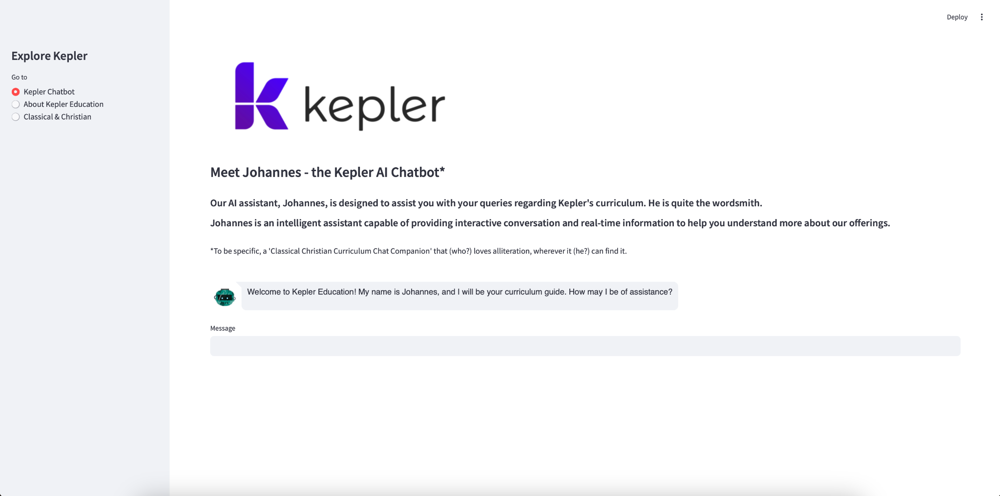 Deploy
Explore Kepler
Go to
Kepler Chatbot
About Kepler Education
Classical & Christian
kepler
Meet Johannes - the Kepler AI Chatbot*
Our AI assistant, Johannes, is designed to assist you with your queries regarding Kepler's curriculum. He is quite the wordsmith.
Johannes is an intelligent assistant capable of providing interactive conversation and real-time information to help you understand more about our offerings.
*To be specific, a 'Classical Christian Curriculum Chat Companion' that (who?) loves alliteration, wherever it (he?) can find it.
Welcome to Kepler Education! My name is Johannes, and I will be your curriculum guide. How may I be of assistance?
Message